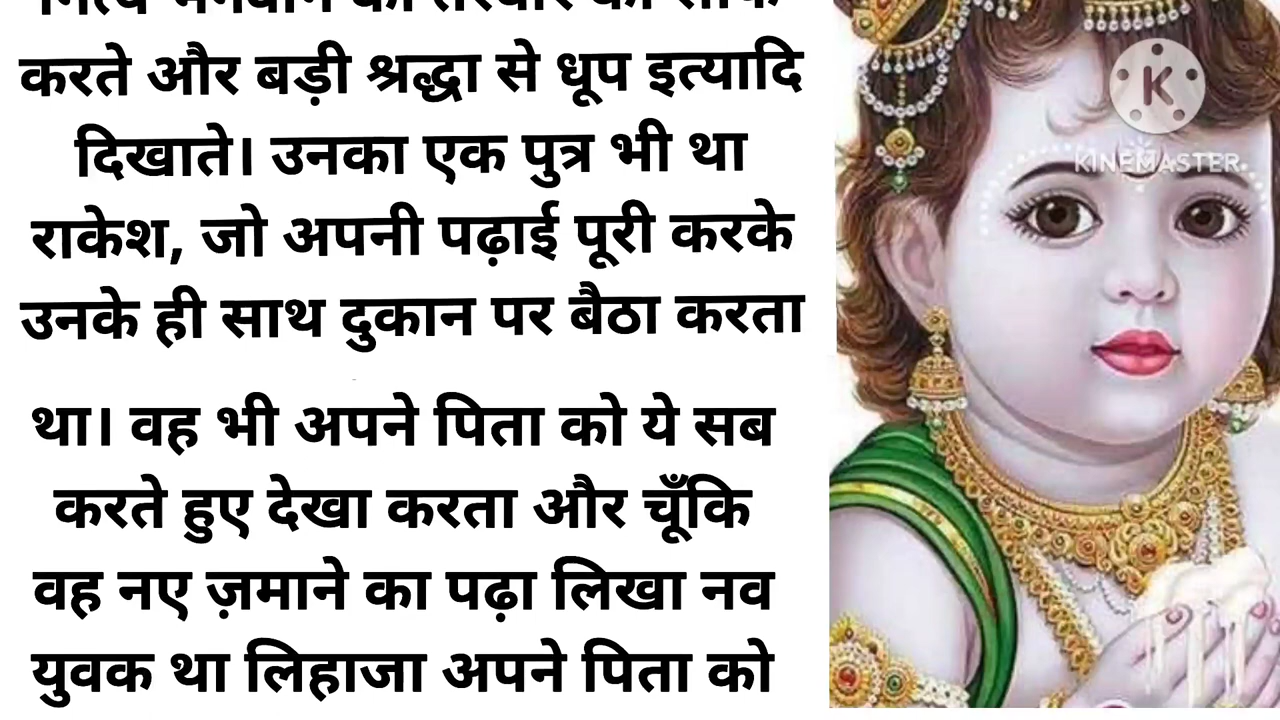 करते और बड़ी श्रद्धा से धूप इत्यादि
दिखाते। उनका एक पुत्र भी था
राकेश, जो अपनी पढ़ाई पूरी करके
उनके ही साथ दुकान पर बैठा करता
था। वह भी अपने पिता को ये सब
करते हुए देखा करता और चूँकि
वह नए ज़माने का पढ़ा लिखा नव
युवक था लिहाजा अपने पिता को
K
KINEMASTER